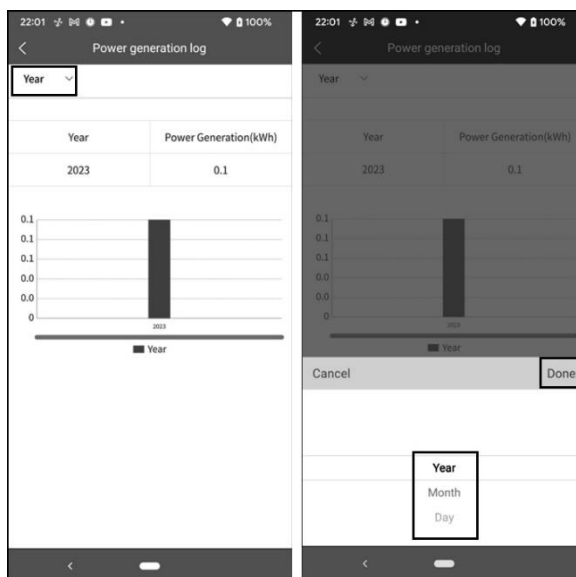 22:01 100%
Power generation log
Year
Year Power Generation(kWh)
2023 0.1
0.1
0.1
0.1
0.0
0.0
0
2023
Year
22:01 100%
Power generation log
Year
Year Power Generation(kWh)
2023 0.1
0.1
0.1
0.1
0.0
0.0
0
2023
Year
Cancel Done
Year
Month
Day